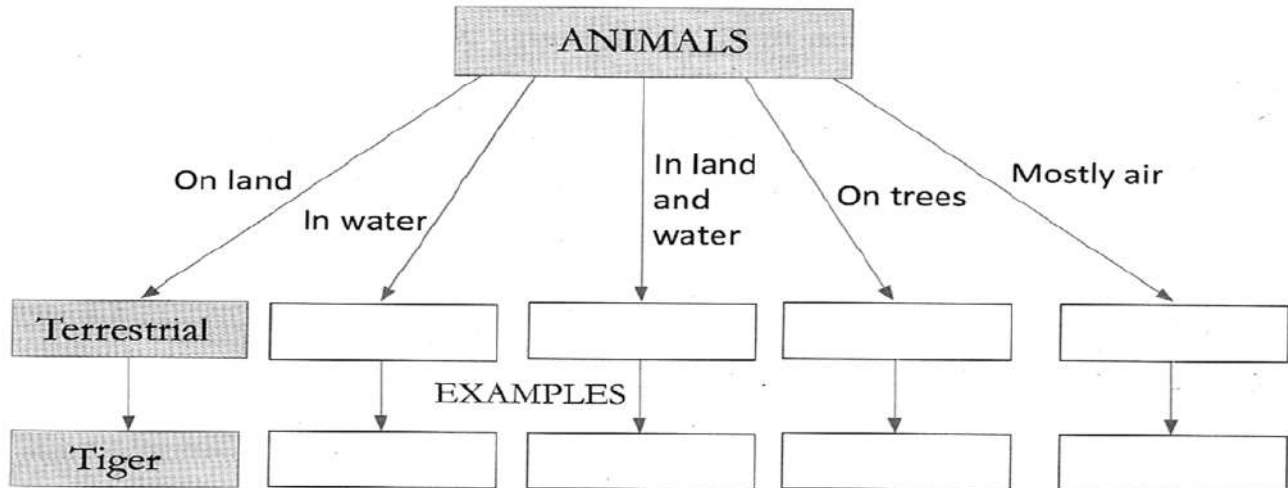 ANIMALS
On land
In water
In land
and
water
On trees
Mostly air
Terrestrial
EXAMPLES
Tiger